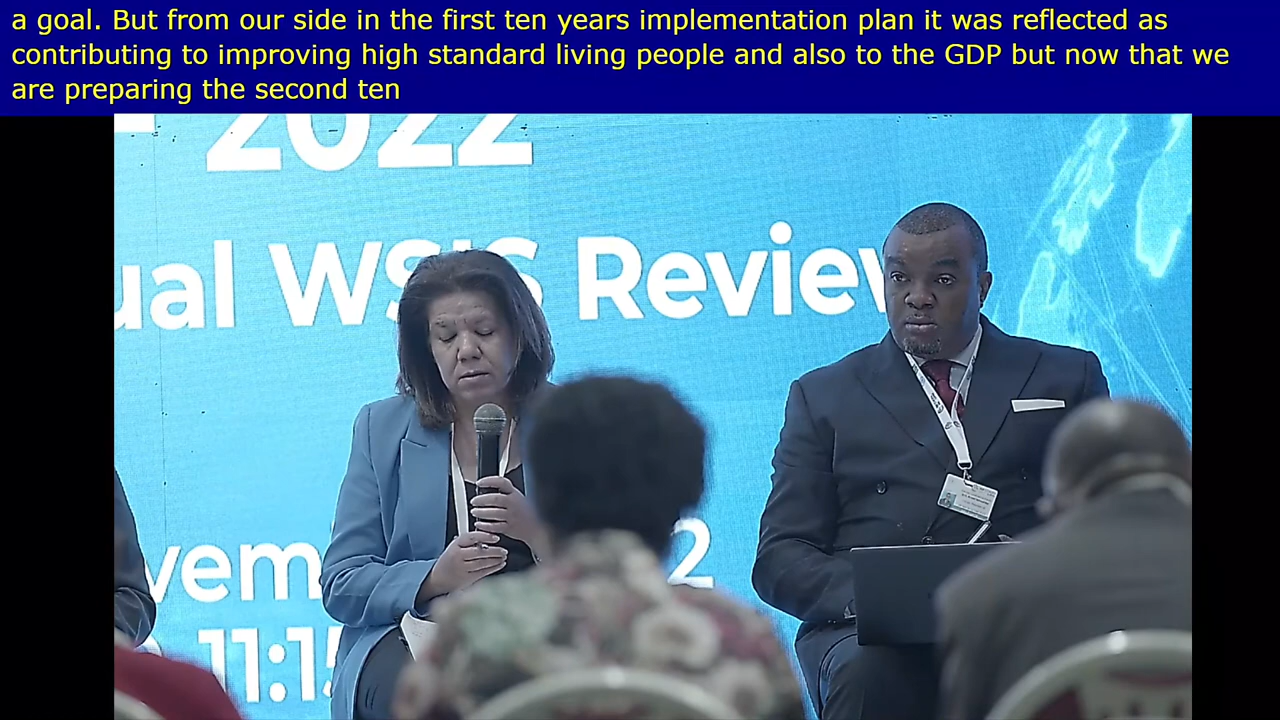 a goal. But from our side in the first ten years implementation plan it was reflected as
contributing to improving high standard living people and also to the GDP but now that we
are preparing the second ten
2022
ual WSIS Review
vem 2
11:15